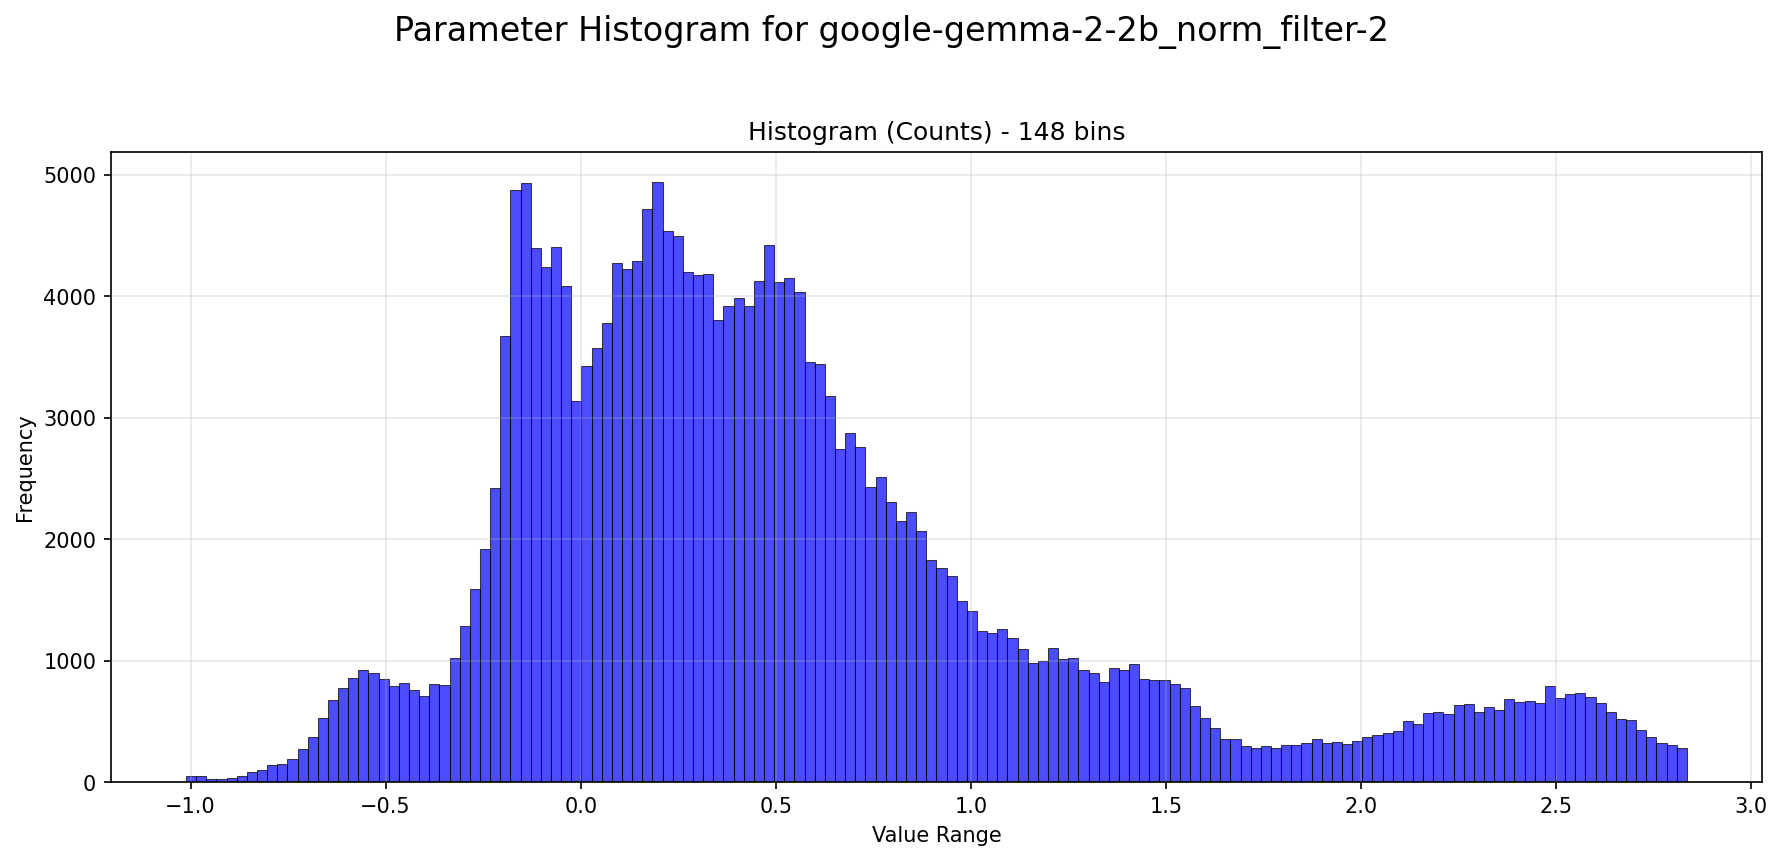 Parameter Histogram for google-gemma-2-2b_norm_filter-2
Histogram (Counts) - 148 bins
5000
4000
3000
2000
1000
0
Frequency
−1.0 −0.5 0.0 0.5 1.0 1.5 2.0 2.5 3.0
Value Range